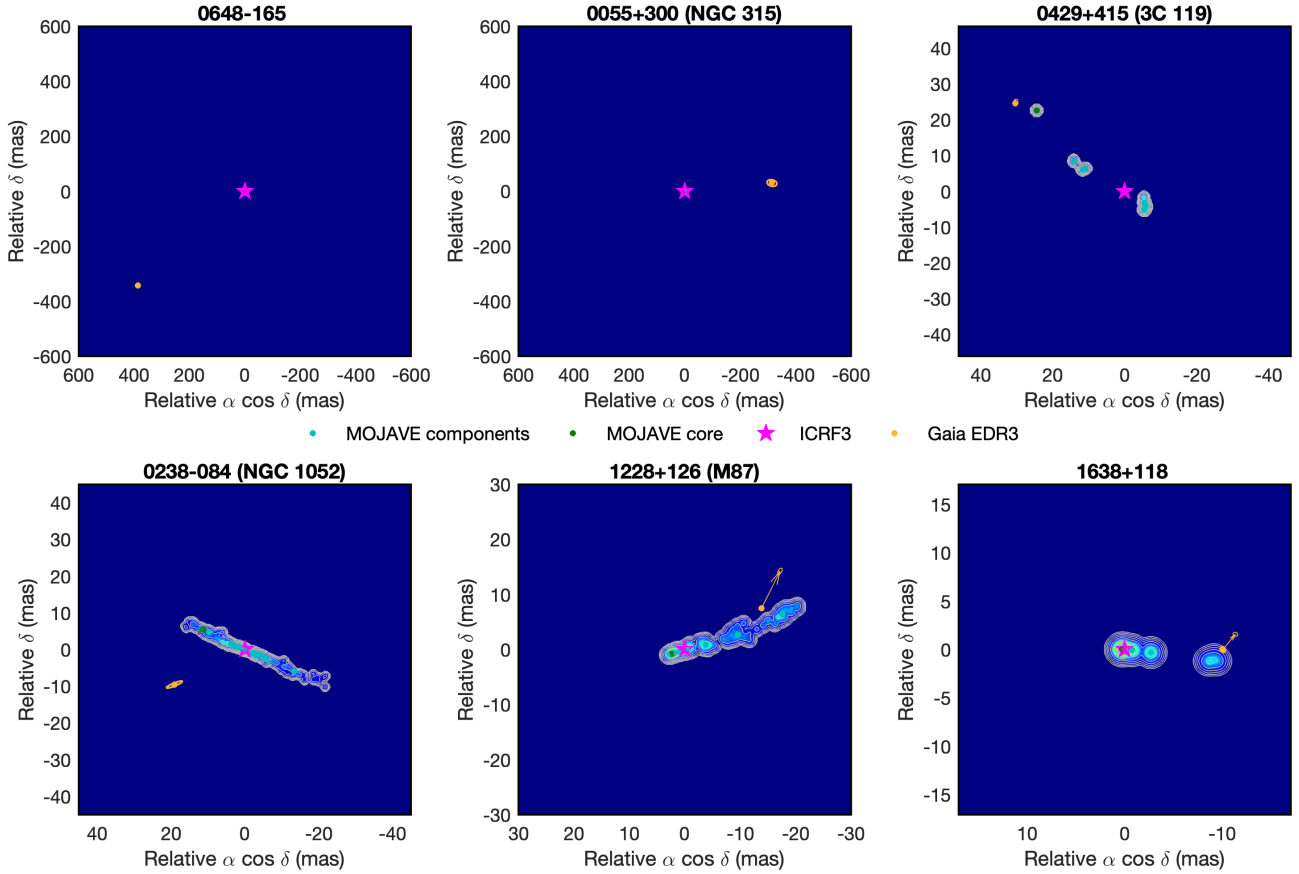 0648-165
600
400
200
0
-200
-400
-600
600 400 200 0 -200 -400 -600
Relative δ (mas)
Relative α cos δ (mas)
0055+300 (NGC 315)
600
400
200
0
-200
-400
-600
600 400 200 0 -200 -400 -600
Relative δ (mas)
Relative α cos δ (mas)
0429+415 (3C 119)
40
30
20
10
0
-10
-20
-30
-40
40 20 0 -20 -40
Relative δ (mas)
Relative α cos δ (mas)
MOJAVE components MOJAVE core ICRF3 Gaia EDR3
0238-084 (NGC 1052)
40
30
20
10
0
-10
-20
-30
-40
40 20 0 -20 -40
Relative δ (mas)
Relative α cos δ (mas)
1228+126 (M87)
30
20
10
0
-10
-20
-30
30 20 10 0 -10 -20 -30
Relative δ (mas)
Relative α cos δ (mas)
1638+118
15
10
5
0
-5
-10
-15
10 0 -10
Relative δ (mas)
Relative α cos δ (mas)